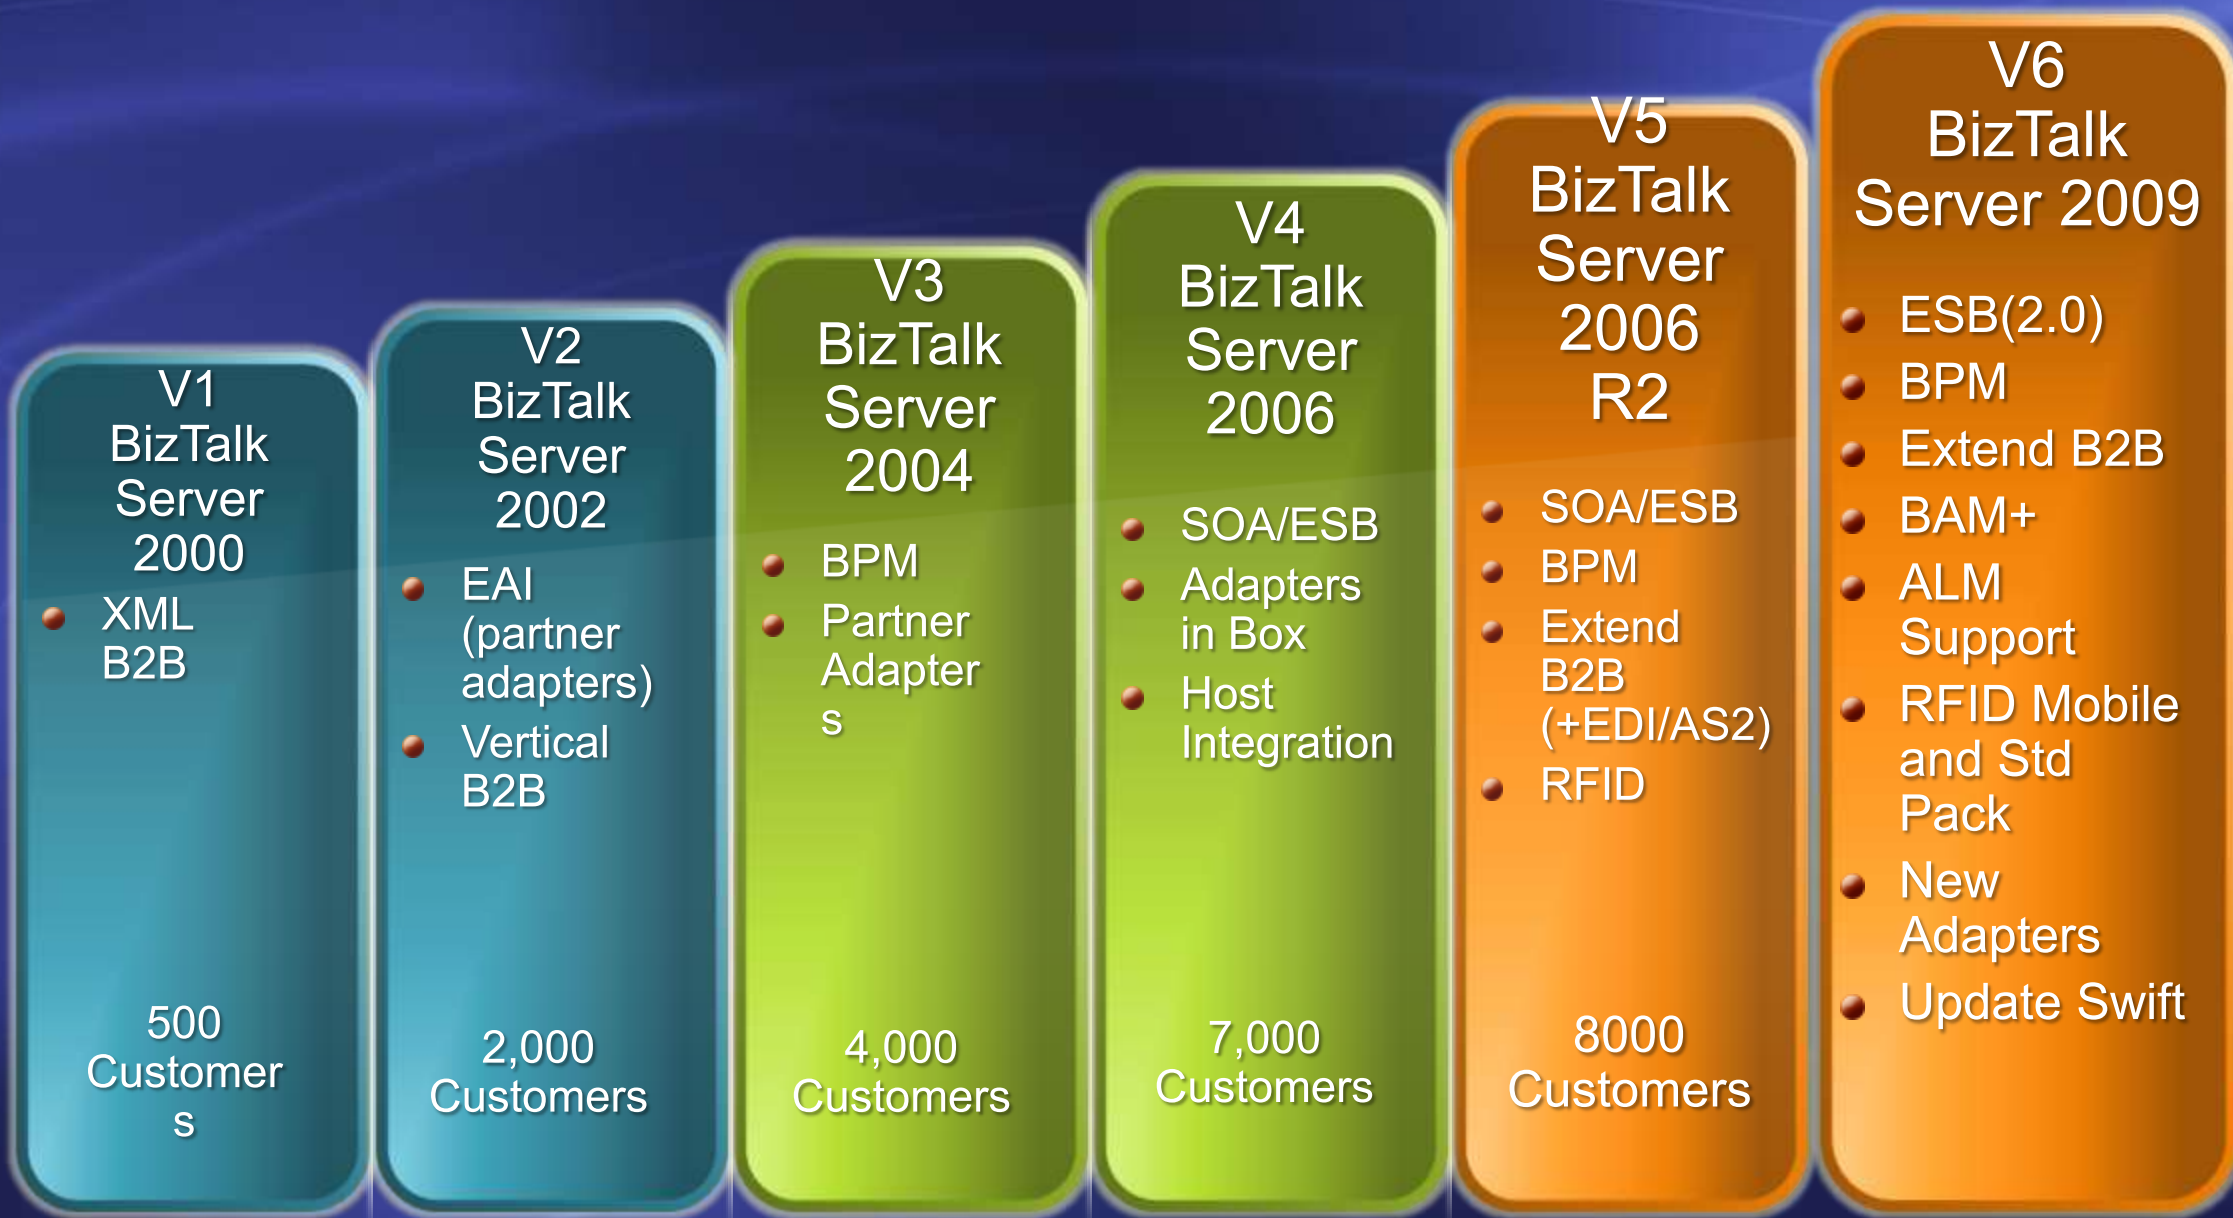 V1
BizTalk
Server
2000
XML
B2B
500
Customer
s
V2
BizTalk
Server
2002
EAI
(partner
adapters)
Vertical
B2B
2,000
Customers
V3
BizTalk
Server
2004
BPM
Partner
Adapter
s
4,000
Customers
V4
BizTalk
Server
2006
SOA/ESB
Adapters
in Box
Host
Integration
7,000
Customers
V5
BizTalk
Server
2006
R2
SOA/ESB
BPM
Extend
B2B
(+EDI/AS2)
RFID
8000
Customers
V6
BizTalk
Server 2009
ESB(2.0)
BPM
Extend B2B
BAM+
ALM
Support
RFID Mobile
and Std
Pack
New
Adapters
Update Swift